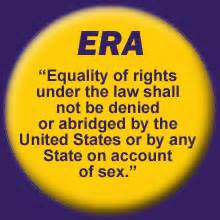 ERA
“Equality of rights
under the law shall
not be denied
or abridged by the
United States or by any
State on account
of sex.”